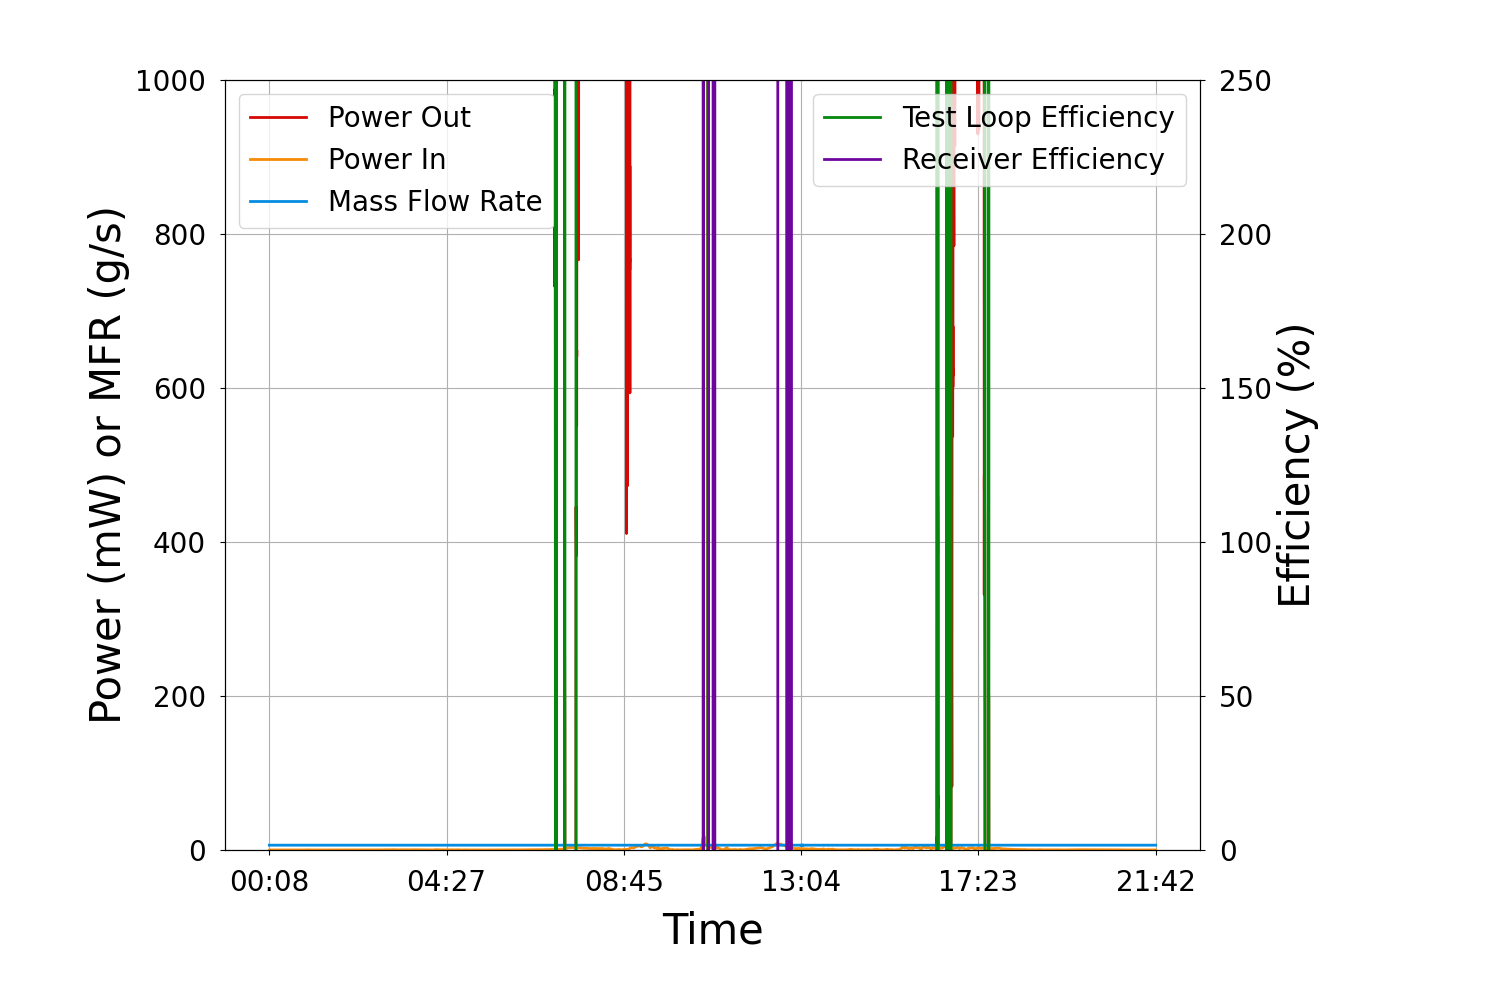 1000
800
600
400
200
0
Power (mW) or MFR (g/s)
Power Out
Power In
Mass Flow Rate
Test Loop Efficiency
Receiver Efficiency
250
200
150
100
50
0
Efficiency (%)
00:08 04:27 08:45 13:04 17:23 21:42
Time